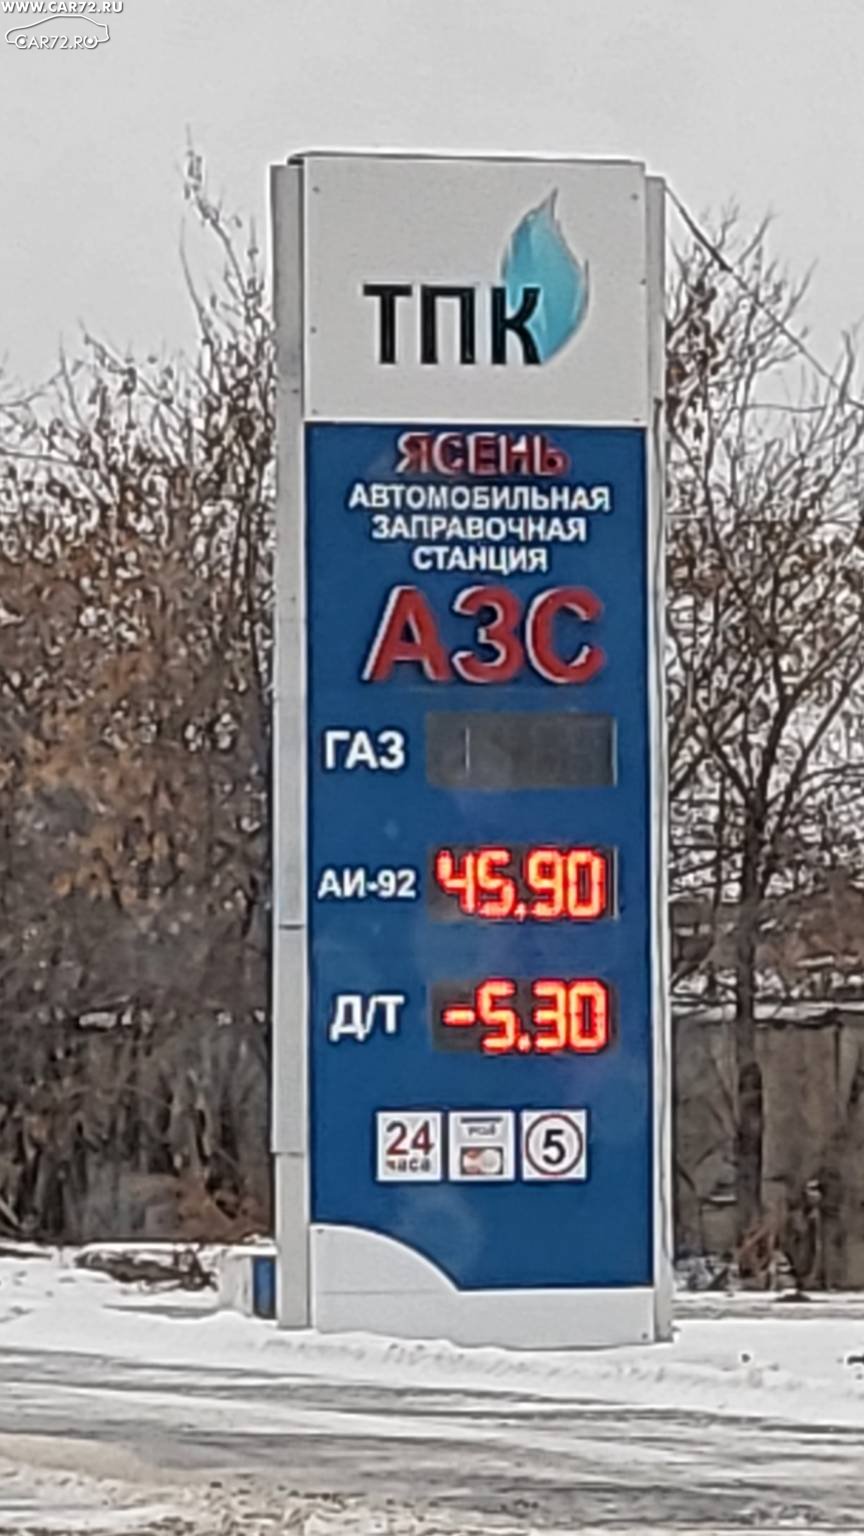 WWW.CAR72.RU
CAR72.RU
ТПК
ЯСЕНЬ
АВТОМОБИЛЬНАЯ
ЗАПРАВОЧНАЯ
СТАНЦИЯ
АЗС
ГАЗ
АИ-92 45.90
Д/Т -5.30
24 5
часа